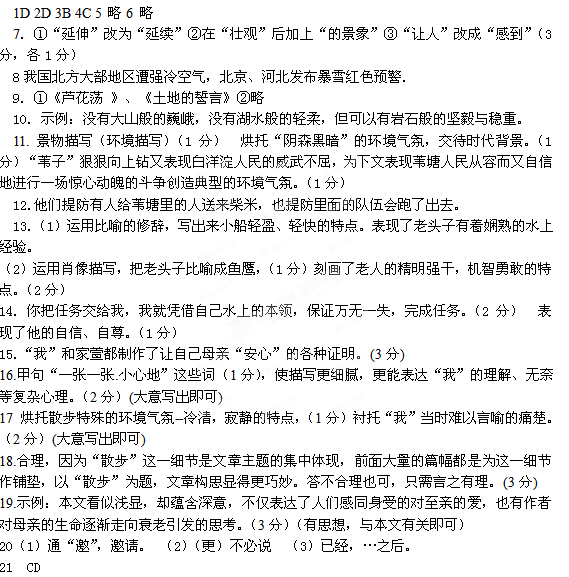 1D 2D 3B 4C 5 略 6 略
7. ①“延伸”改为“延续”②在“壮观”后加上“的景象”③“让人”改成“感到”(3
分，各1分)
8 我国北方大部地区遭强冷空气，北京、河北发布暴雪红色预警.
9. ①《芦花荡 》、《土地的誓言》②略
10. 示例：没有大山般的巍峨，没有湖水般的轻柔，但可以有岩石般的坚毅与稳重。
11. 景物描写(环境描写)(1 分) 烘托“阴森黑暗”的环境气氛，交待时代背景。(1
分)“苇子”狠狠向上钻又表现白洋淀人民的威武不屈，为下文表现苇塘人民从容而又自信
地进行一场惊心动魄的斗争创造典型的环境气氛。(1分)
12.他们提防有人给苇塘里的人送来柴米，也提防里面的队伍会跑了出去。
13.(1)运用比喻的修辞，写出来小船轻盈、轻快的特点。表现了老头子有着娴熟的水上
经验。
(2)运用肖像描写，把老头子比喻成鱼鹰，(1分)刻画了老人的精明强干，机智勇敢的特
点。(2分)
14. 你把任务交给我，我就凭借自己水上的本领，保证万无一失，完成任务。(2 分) 表
现了他的自信、自尊。(1分)
15.“我”和家萱都制作了让自己母亲“安心”的各种证明。(3分)
16.甲句“一张一张.小心地”这些词(1分)，使描写更细腻，更能表达“我”的理解、无奈
等复杂心理。(2分)(大意写出即可)
17 烘托散步特殊的环境气氛–冷清，寂静的特点，(1分)衬托“我”当时难以言喻的痛楚。
(2分)(大意写出即可)
18.合理，因为“散步”这一细节是文章主题的集中体现，前面大量的篇幅都是为这一细节
作铺垫，以“散步”为题，文章构思显得更巧妙。答不合理也可，只需言之有理。(3分)
19.示例：本文看似浅显，却蕴含深意，不仅表达了人们感同身受的对至亲的爱，也有作者
对母亲的生命逐渐走向衰老引发的思考。(3分)(有思想，与本文有关即可)
20(1)通“邀”，邀请。 (2)(更)不必说 (3)已经，…之后。
21 CD